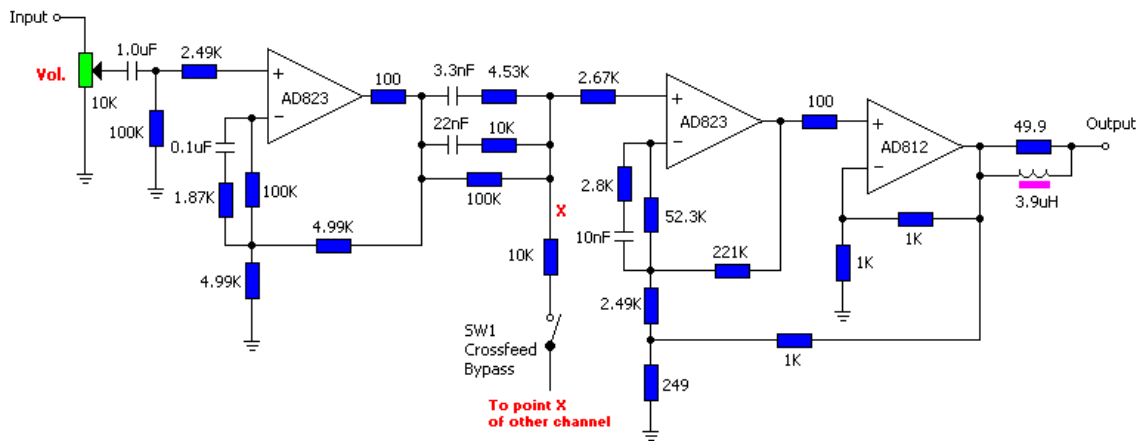 Input
Vol.
10K
1.0uF
2.49K
100K
+
−
AD823
0.1uF
1.87K
100K
4.99K
4.99K
100
3.3nF
4.53K
22nF
10K
100K
X
10K
SW1
Crossfeed
Bypass
To point X
of other channel
2.67K
+
−
AD823
2.8K
10nF
52.3K
221K
2.49K
249
1K
100
+
−
AD812
1K
1K
49.9
3.9uH
Output